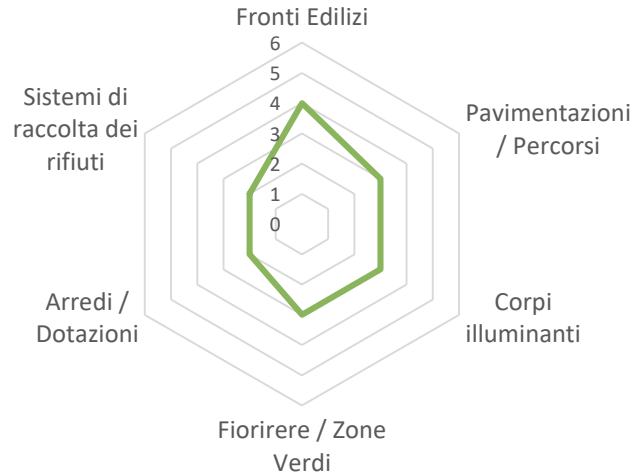 Fronti Edilizi
6
5
4
3
2
1
0
Pavimentazioni
/ Percorsi
Corpi
illuminanti
Fiorirere / Zone
Verdi
Arredi /
Dotazioni
Sistemi di
raccolta dei
rifiuti